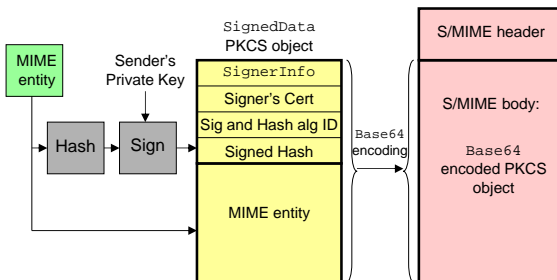 MIME
entity
Sender's
Private Key
Hash
Sign
SignedData
PKCS object
SignerInfo
Signer's Cert
Sig and Hash alg ID
Signed Hash
MIME entity
Base64
encoding
S/MIME header
S/MIME body:
Base64
encoded PKCS
object